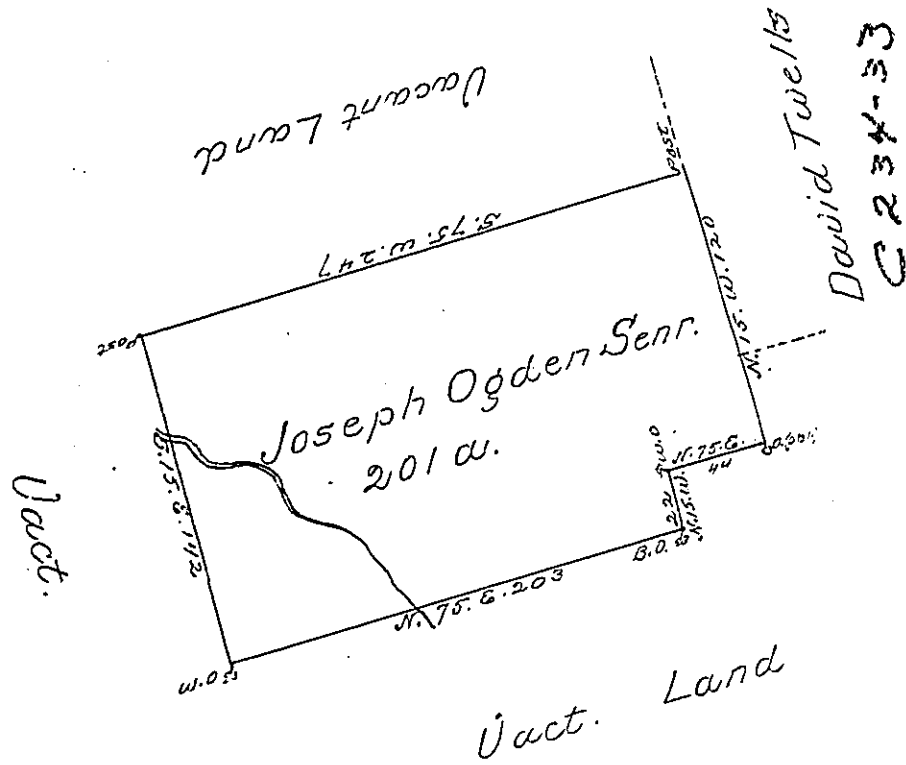 Vacant Land
David Twells
C 234-33
Post
S. 75. W. 247
Post
N. 15. W. 120
Joseph Ogden Senr.
201 a.
S. 15. E. 142
Vact.
W.O.
N. 75. E.
44
22
N. 15. W.
B.O.
N. 75. E. 203
W.O.
Vact. Land